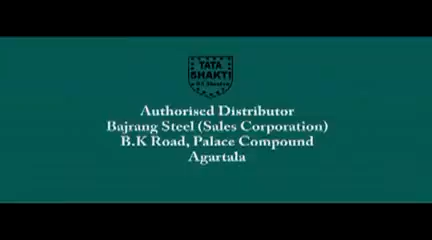 TATA
SHAKTI
Authorised Distributor
Bajrang Steel (Sales Corporation)
B.K Road, Palace Compound
Agartala